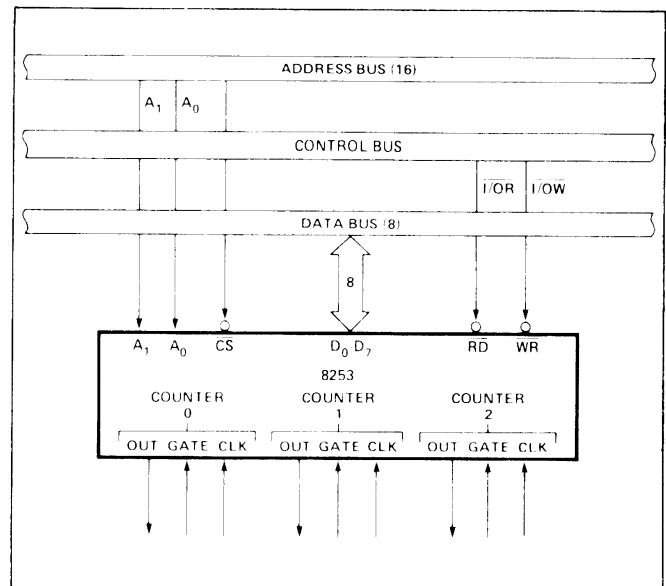 ADDRESS BUS (16)
A1 A0
CONTROL BUS
I/OR I/OW
DATA BUS (8)
8
A1 A0 CS D0-D7 RD WR
8253
COUNTER COUNTER COUNTER
0 1 2
OUT GATE CLK OUT GATE CLK OUT GATE CLK